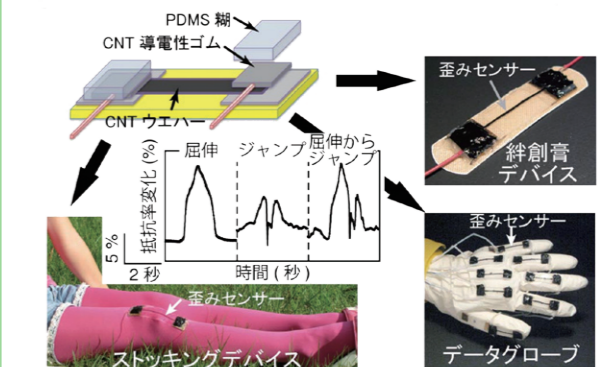 PDMS 糊
CNT 導電性ゴム
CNT ウエハー
歪みセンサー
絆創膏
デバイス
抵抗率変化 (%)
屈伸
ジャンプ
屈伸から
ジャンプ
5 %
2 秒
時間 ( 秒 )
歪みセンサー
ストッキングデバイス
歪みセンサー
データグローブ